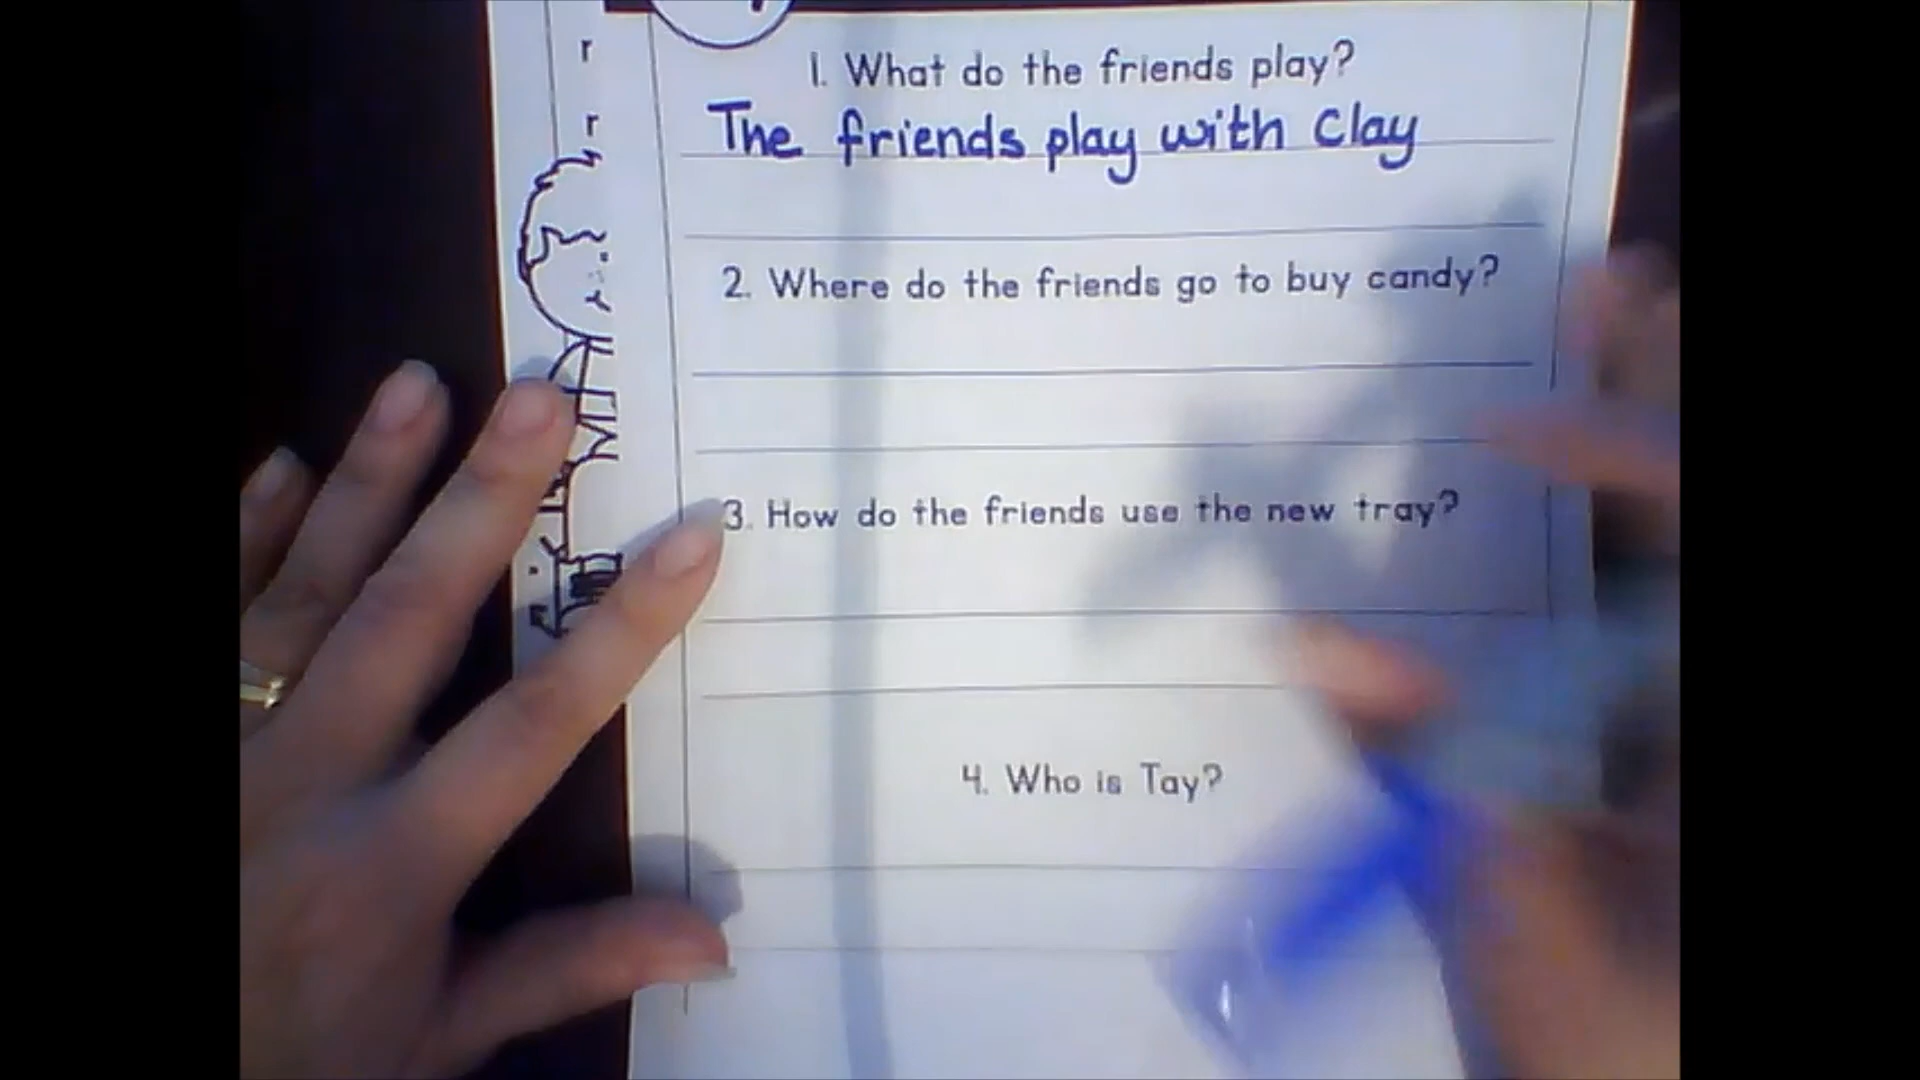 r
r
1. What do the friends play?
The friends play with Clay
2. Where do the friends go to buy candy?
3. How do the friends use the new tray?
4. Who is Tay?